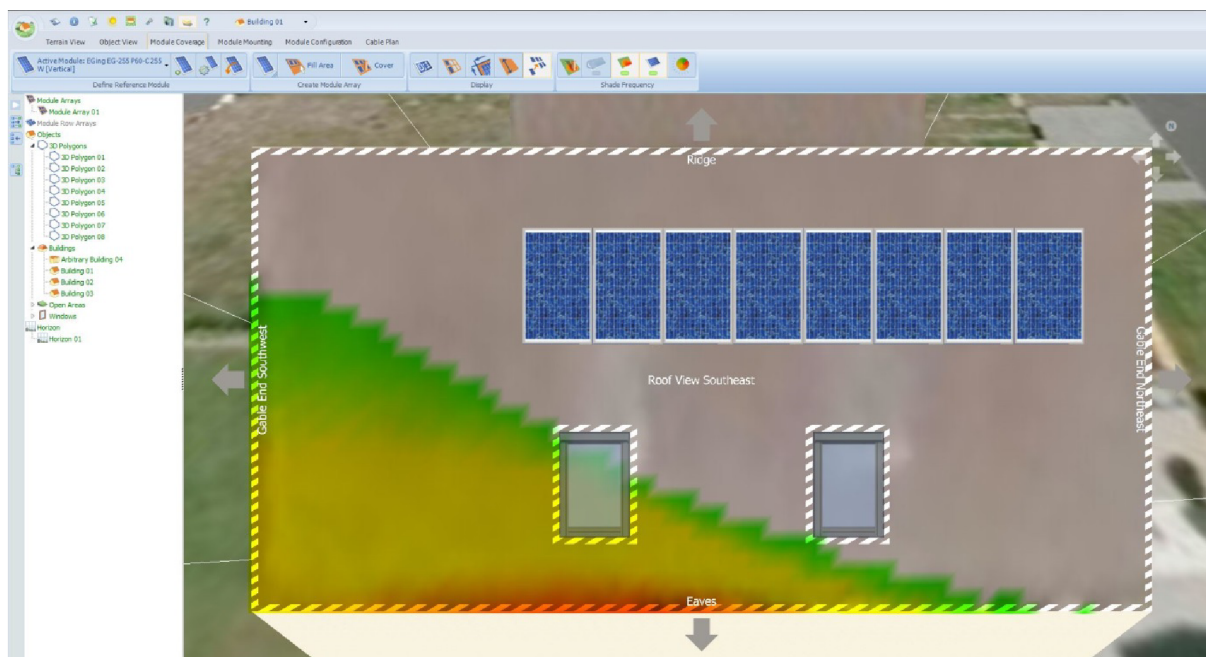 Building 01
Terrain View Object View Module Coverage Module Mounting Module Configuration Cable Plan
Active Module: EGing EG-255 P60-C 255
W [Vertical]
Fill Area Cover
Define Reference Module Create Module Array Display Shade Frequency
Module Arrays
Module Array 01
Module Row Arrays
Objects
3D Polygons
3D Polygon 01
3D Polygon 02
3D Polygon 03
3D Polygon 04
3D Polygon 05
3D Polygon 06
3D Polygon 07
3D Polygon 08
Buildings
Arbitrary Building 04
Building 01
Building 02
Building 03
Open Areas
Windows
Horizon
Horizon 01
Ridge
N
Gable End Southwest
Roof View Southeast
Gable End Northeast
Eaves